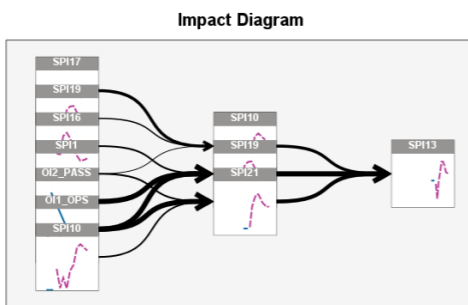 Impact Diagram
SPI17
SPI19
SPI16
SPI1
OI2_PASS
OI1_OPS
SPI10
SPI10
SPI19
SPI21
SPI13